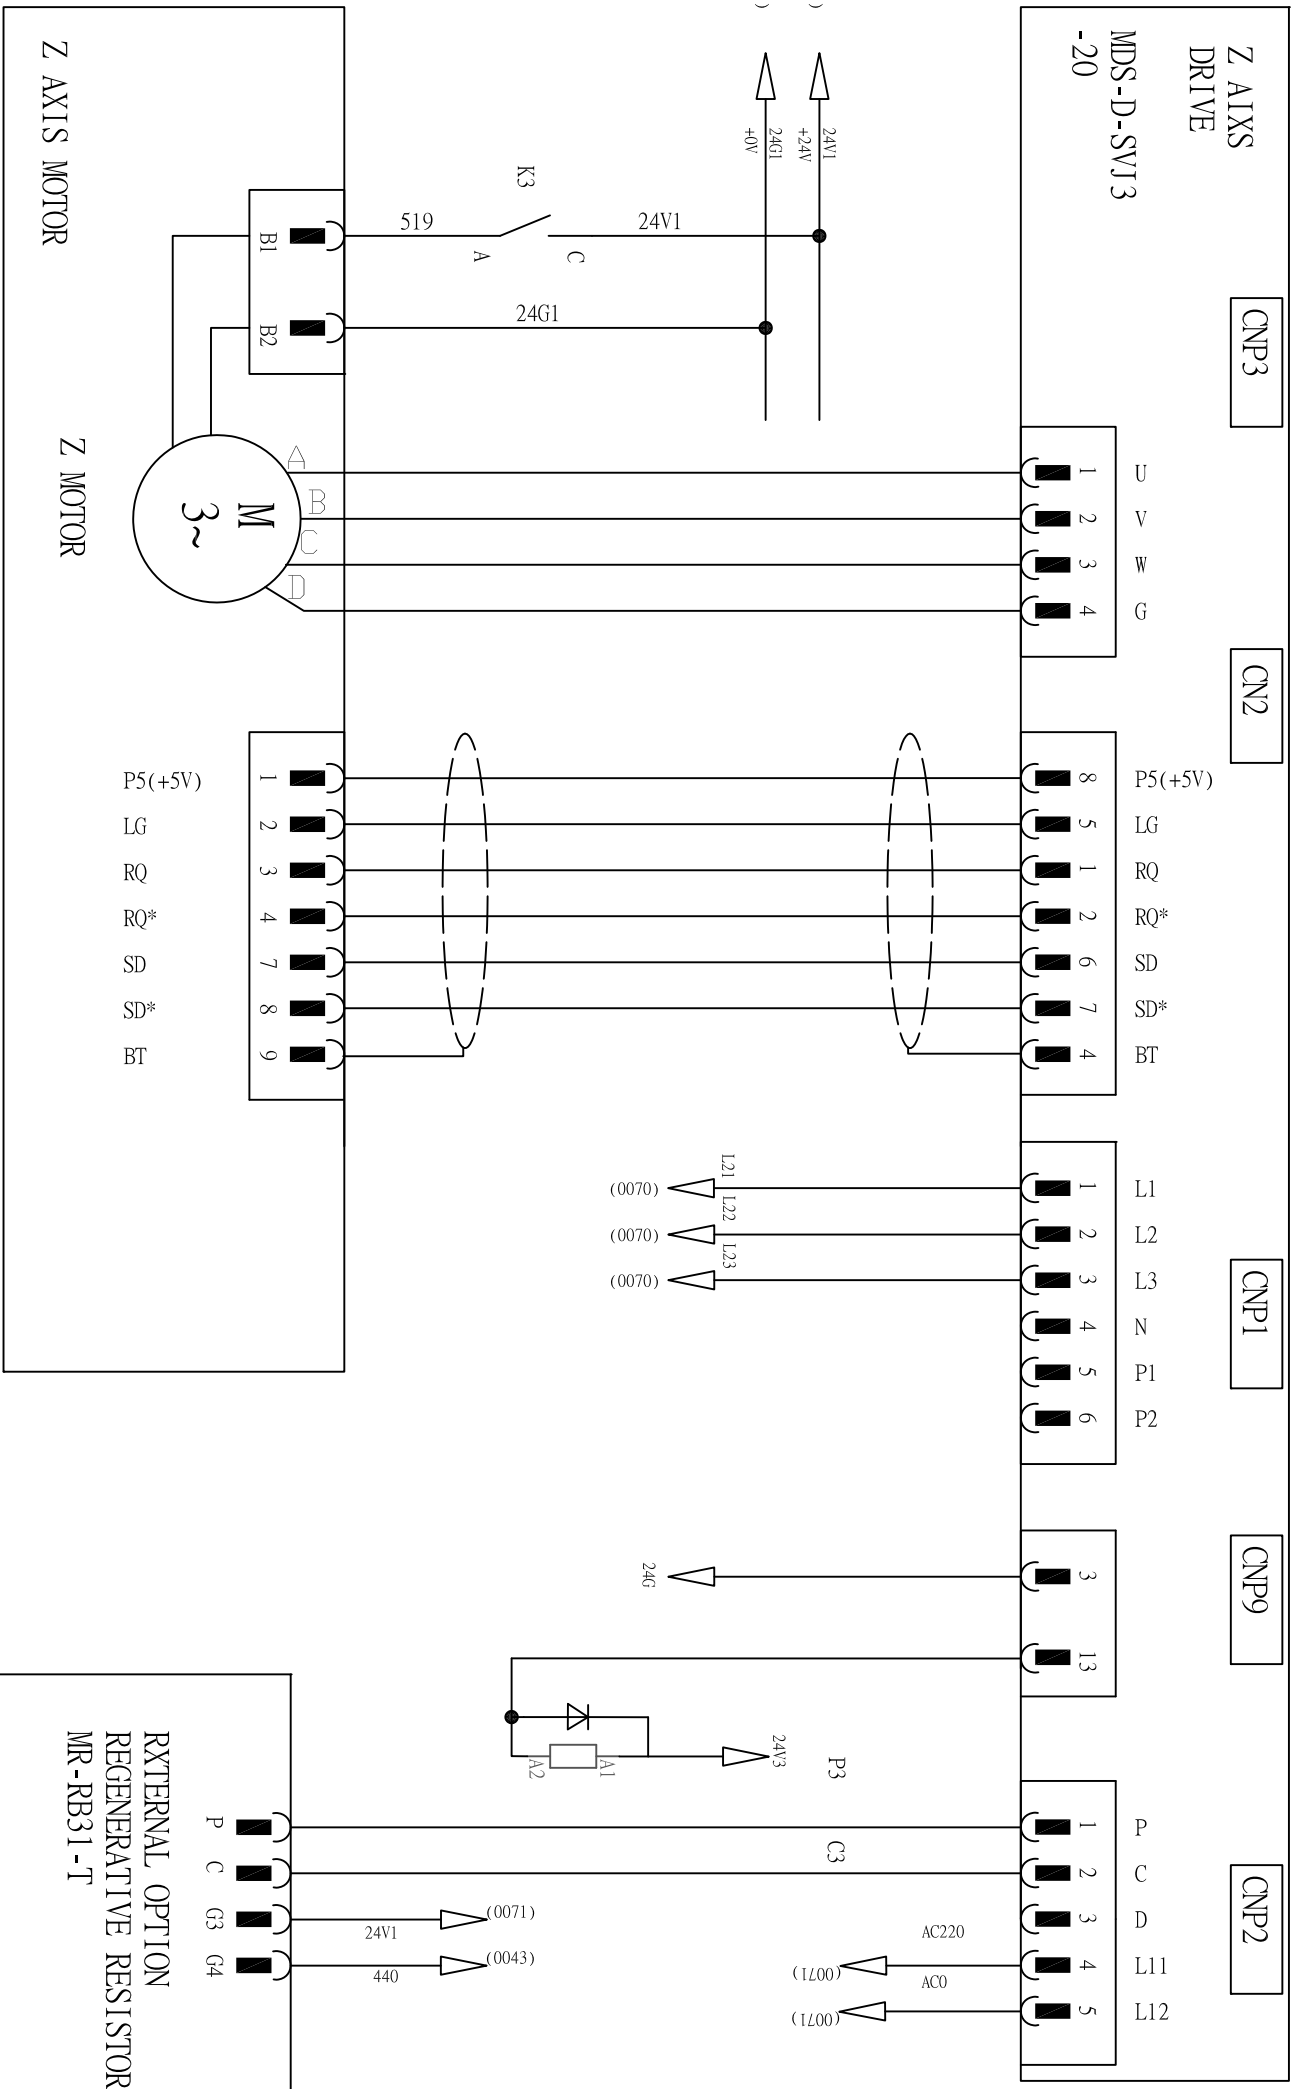 Z AIXS
DRIVE
MDS-D-SVJ3
-20
CNP3
CN2
CNP1
CNP9
CNP2
1 U
2 V
3 W
4 G
8 P5(+5V)
5 LG
1 RQ
2 RQ*
6 SD
7 SD*
4 BT
1 L1
2 L2
3 L3
4 N
5 P1
6 P2
3
13
1 P
2 C
3 D
4 L11
5 L12
24V1
+24V
24G1
+0V
K3
519
A
C
24V1
24G1
L21
(0070)
L22
(0070)
L23
(0070)
24G
24V3
A1
A2
P3
C3
AC220
(0071)
AC0
(0071)
Z AXIS MOTOR
B1
B2
Z MOTOR
M
3~
A
B
C
D
P5(+5V) 1
LG 2
RQ 3
RQ* 4
SD 7
SD* 8
BT 9
P
C
G3
G4
24V1
(0071)
440
(0043)
RXTERNAL OPTION
REGENERATIVE RESISTOR
MR-RB31-T